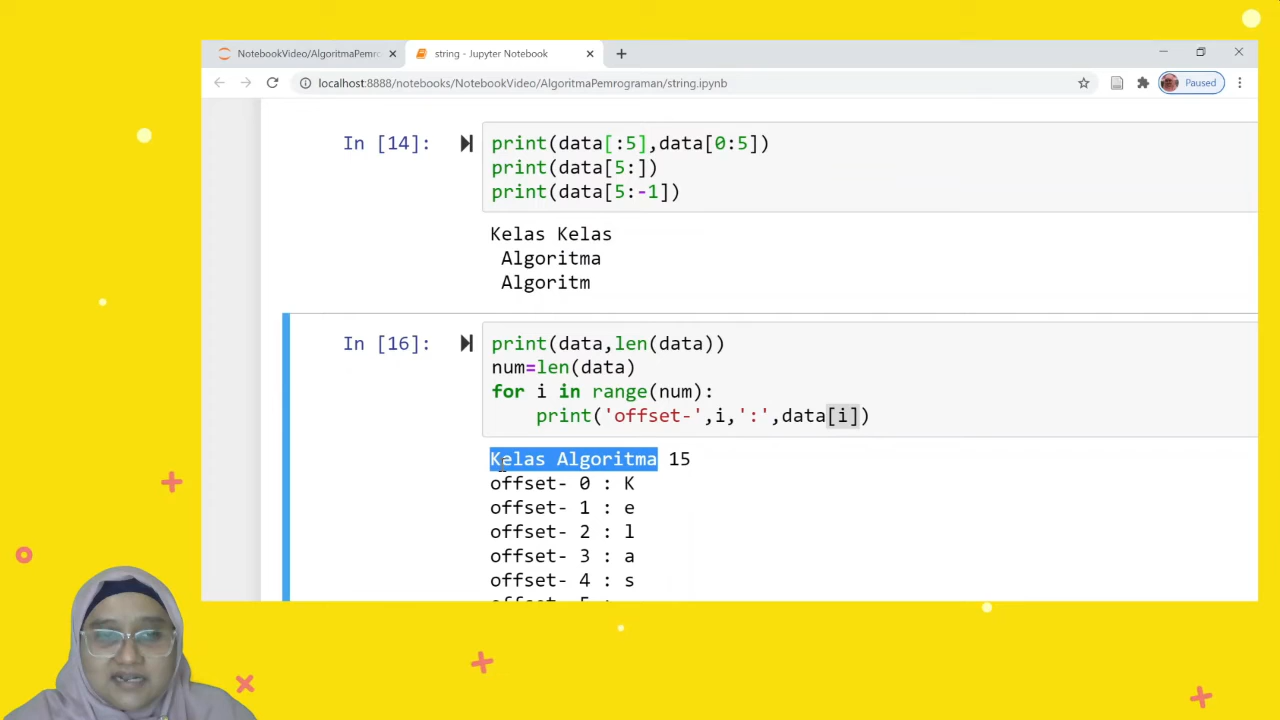 NotebookVideo/AlgoritmaPemro
string - Jupyter Notebook
localhost:8888/notebooks/NotebookVideo/AlgoritmaPemrograman/string.ipynb
Paused
In [14]:
print(data[:5],data[0:5])
print(data[5:])
print(data[5:-1])
Kelas Kelas
Algoritma
Algoritm
In [16]:
print(data,len(data))
num=len(data)
for i in range(num):
    print('offset-',i,':',data[i])
Kelas Algoritma 15
offset- 0 : K
offset- 1 : e
offset- 2 : l
offset- 3 : a
offset- 4 : s
offset- 5 :